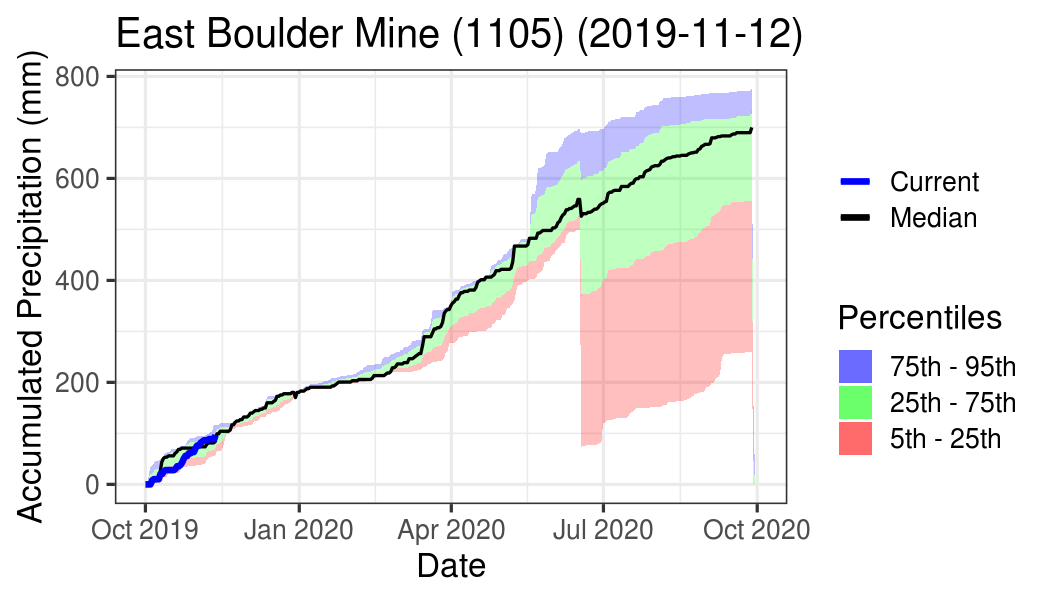 East Boulder Mine (1105) (2019-11-12)
Accumulated Precipitation (mm)
800
600
400
200
0
Oct 2019
Jan 2020
Apr 2020
Jul 2020
Oct 2020
Date
Current
Median
Percentiles
75th - 95th
25th - 75th
5th - 25th